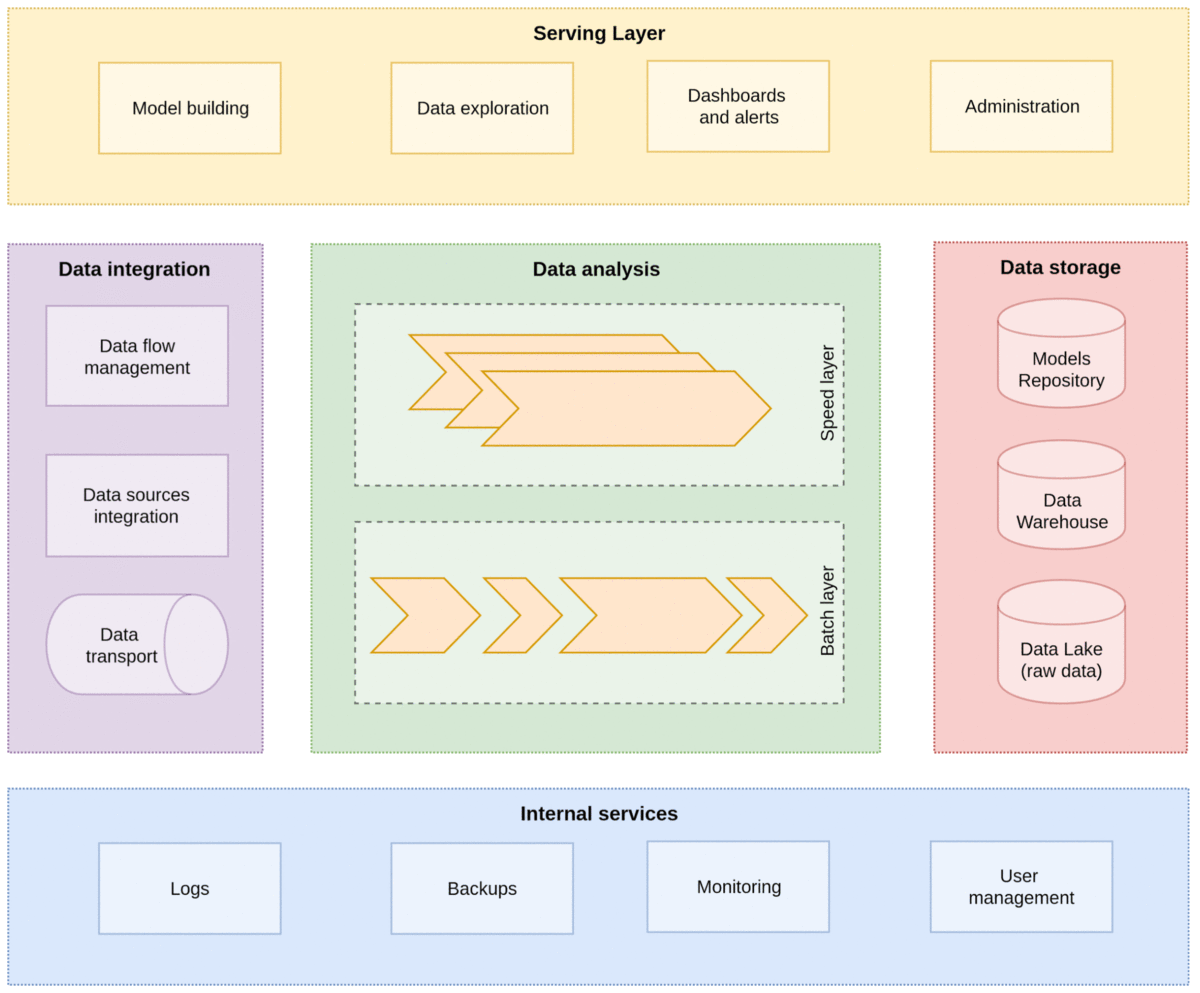 Serving Layer
Model building
Data exploration
Dashboards
and alerts
Administration
Data integration
Data flow
management
Data sources
integration
Data
transport
Data analysis
Speed layer
Batch layer
Data storage
Models
Repository
Data
Warehouse
Data Lake
(raw data)
Internal services
Logs
Backups
Monitoring
User
management